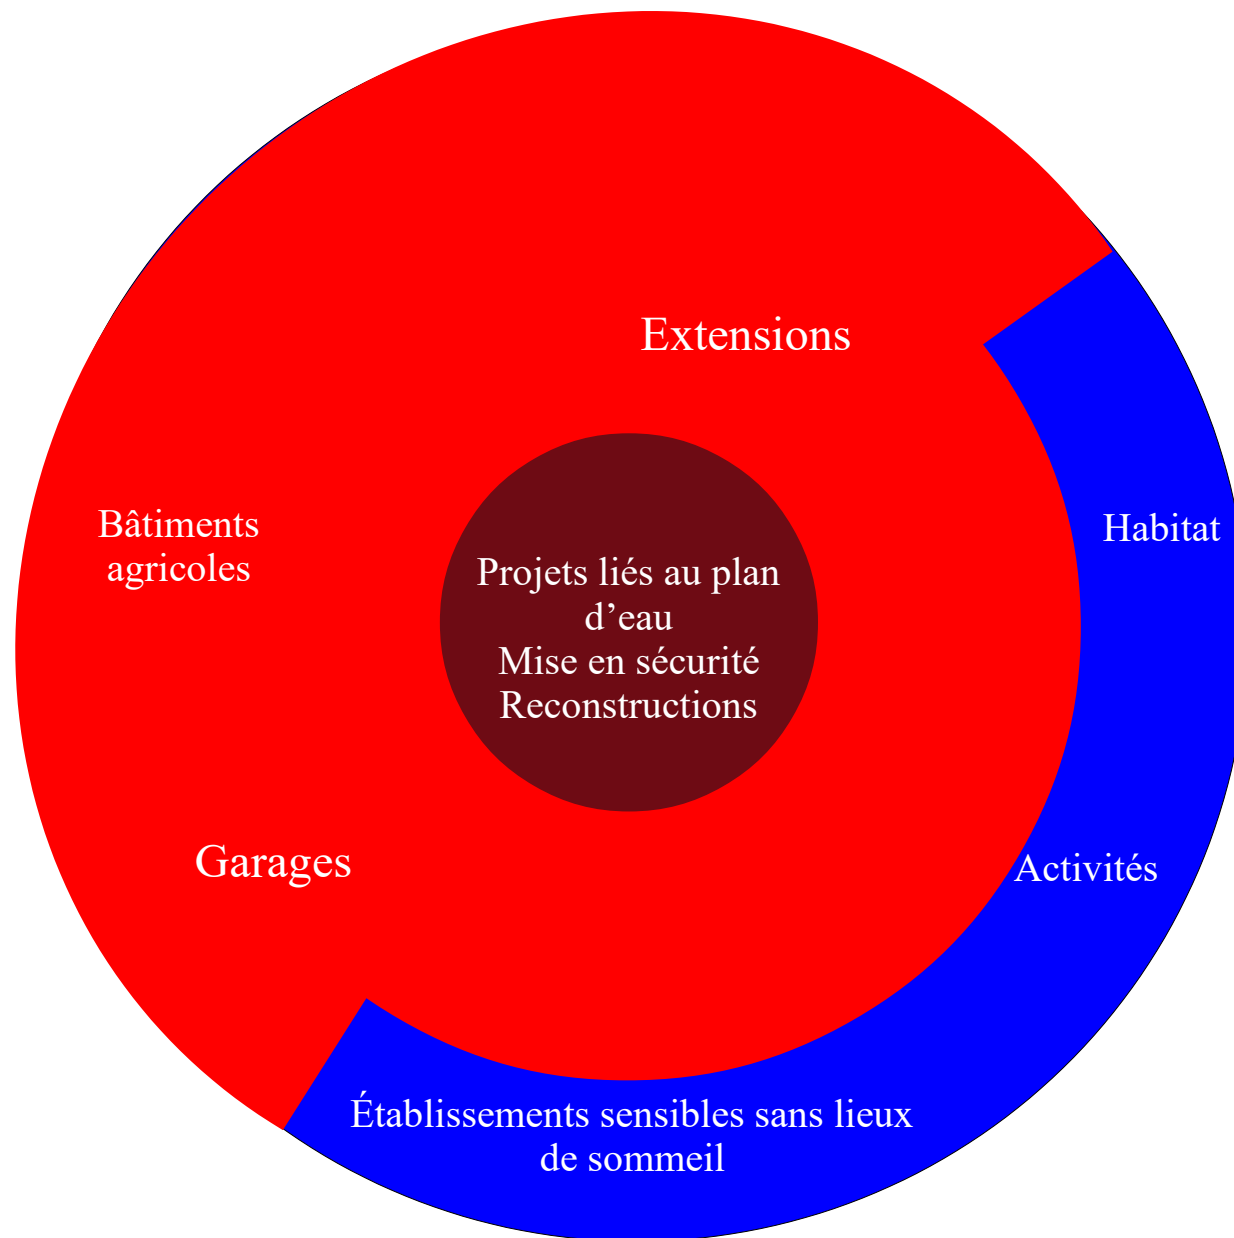 Extensions
Bâtiments
agricoles
Habitat
Projets liés au plan
d’eau
Mise en sécurité
Reconstructions
Garages
Activités
Établissements sensibles sans lieux
de sommeil